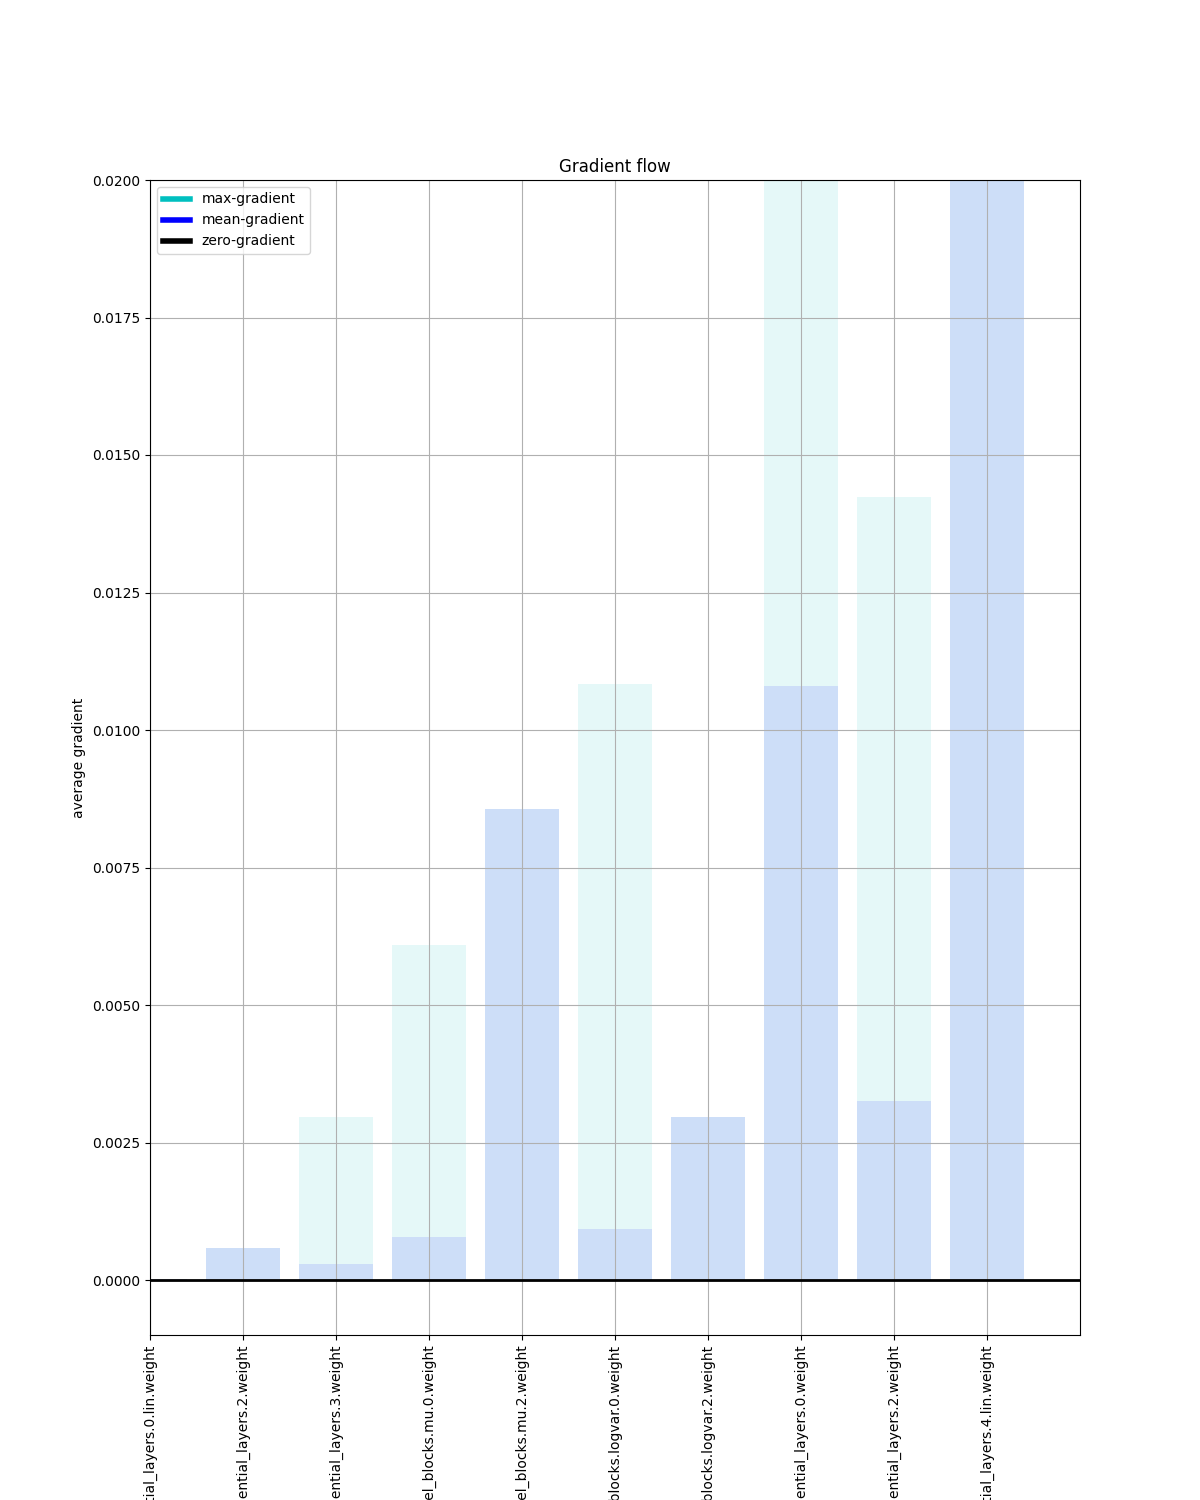 Gradient flow
max-gradient
mean-gradient
zero-gradient
0.0200
0.0175
0.0150
0.0125
0.0100
0.0075
0.0050
0.0025
0.0000
average gradient
tial_layers.0.lin.weight
ential_layers.2.weight
ential_layers.3.weight
el_blocks.mu.0.weight
el_blocks.mu.2.weight
blocks.logvar.0.weight
blocks.logvar.2.weight
ential_layers.0.weight
ential_layers.2.weight
tial_layers.4.lin.weight